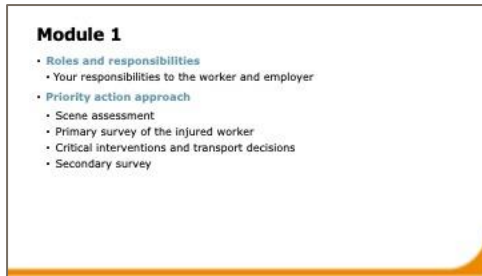 Module 1
• Roles and responsibilities
• Your responsibilities to the worker and employer
• Priority action approach
• Scene assessment
• Primary survey of the injured worker
• Critical interventions and transport decisions
• Secondary survey